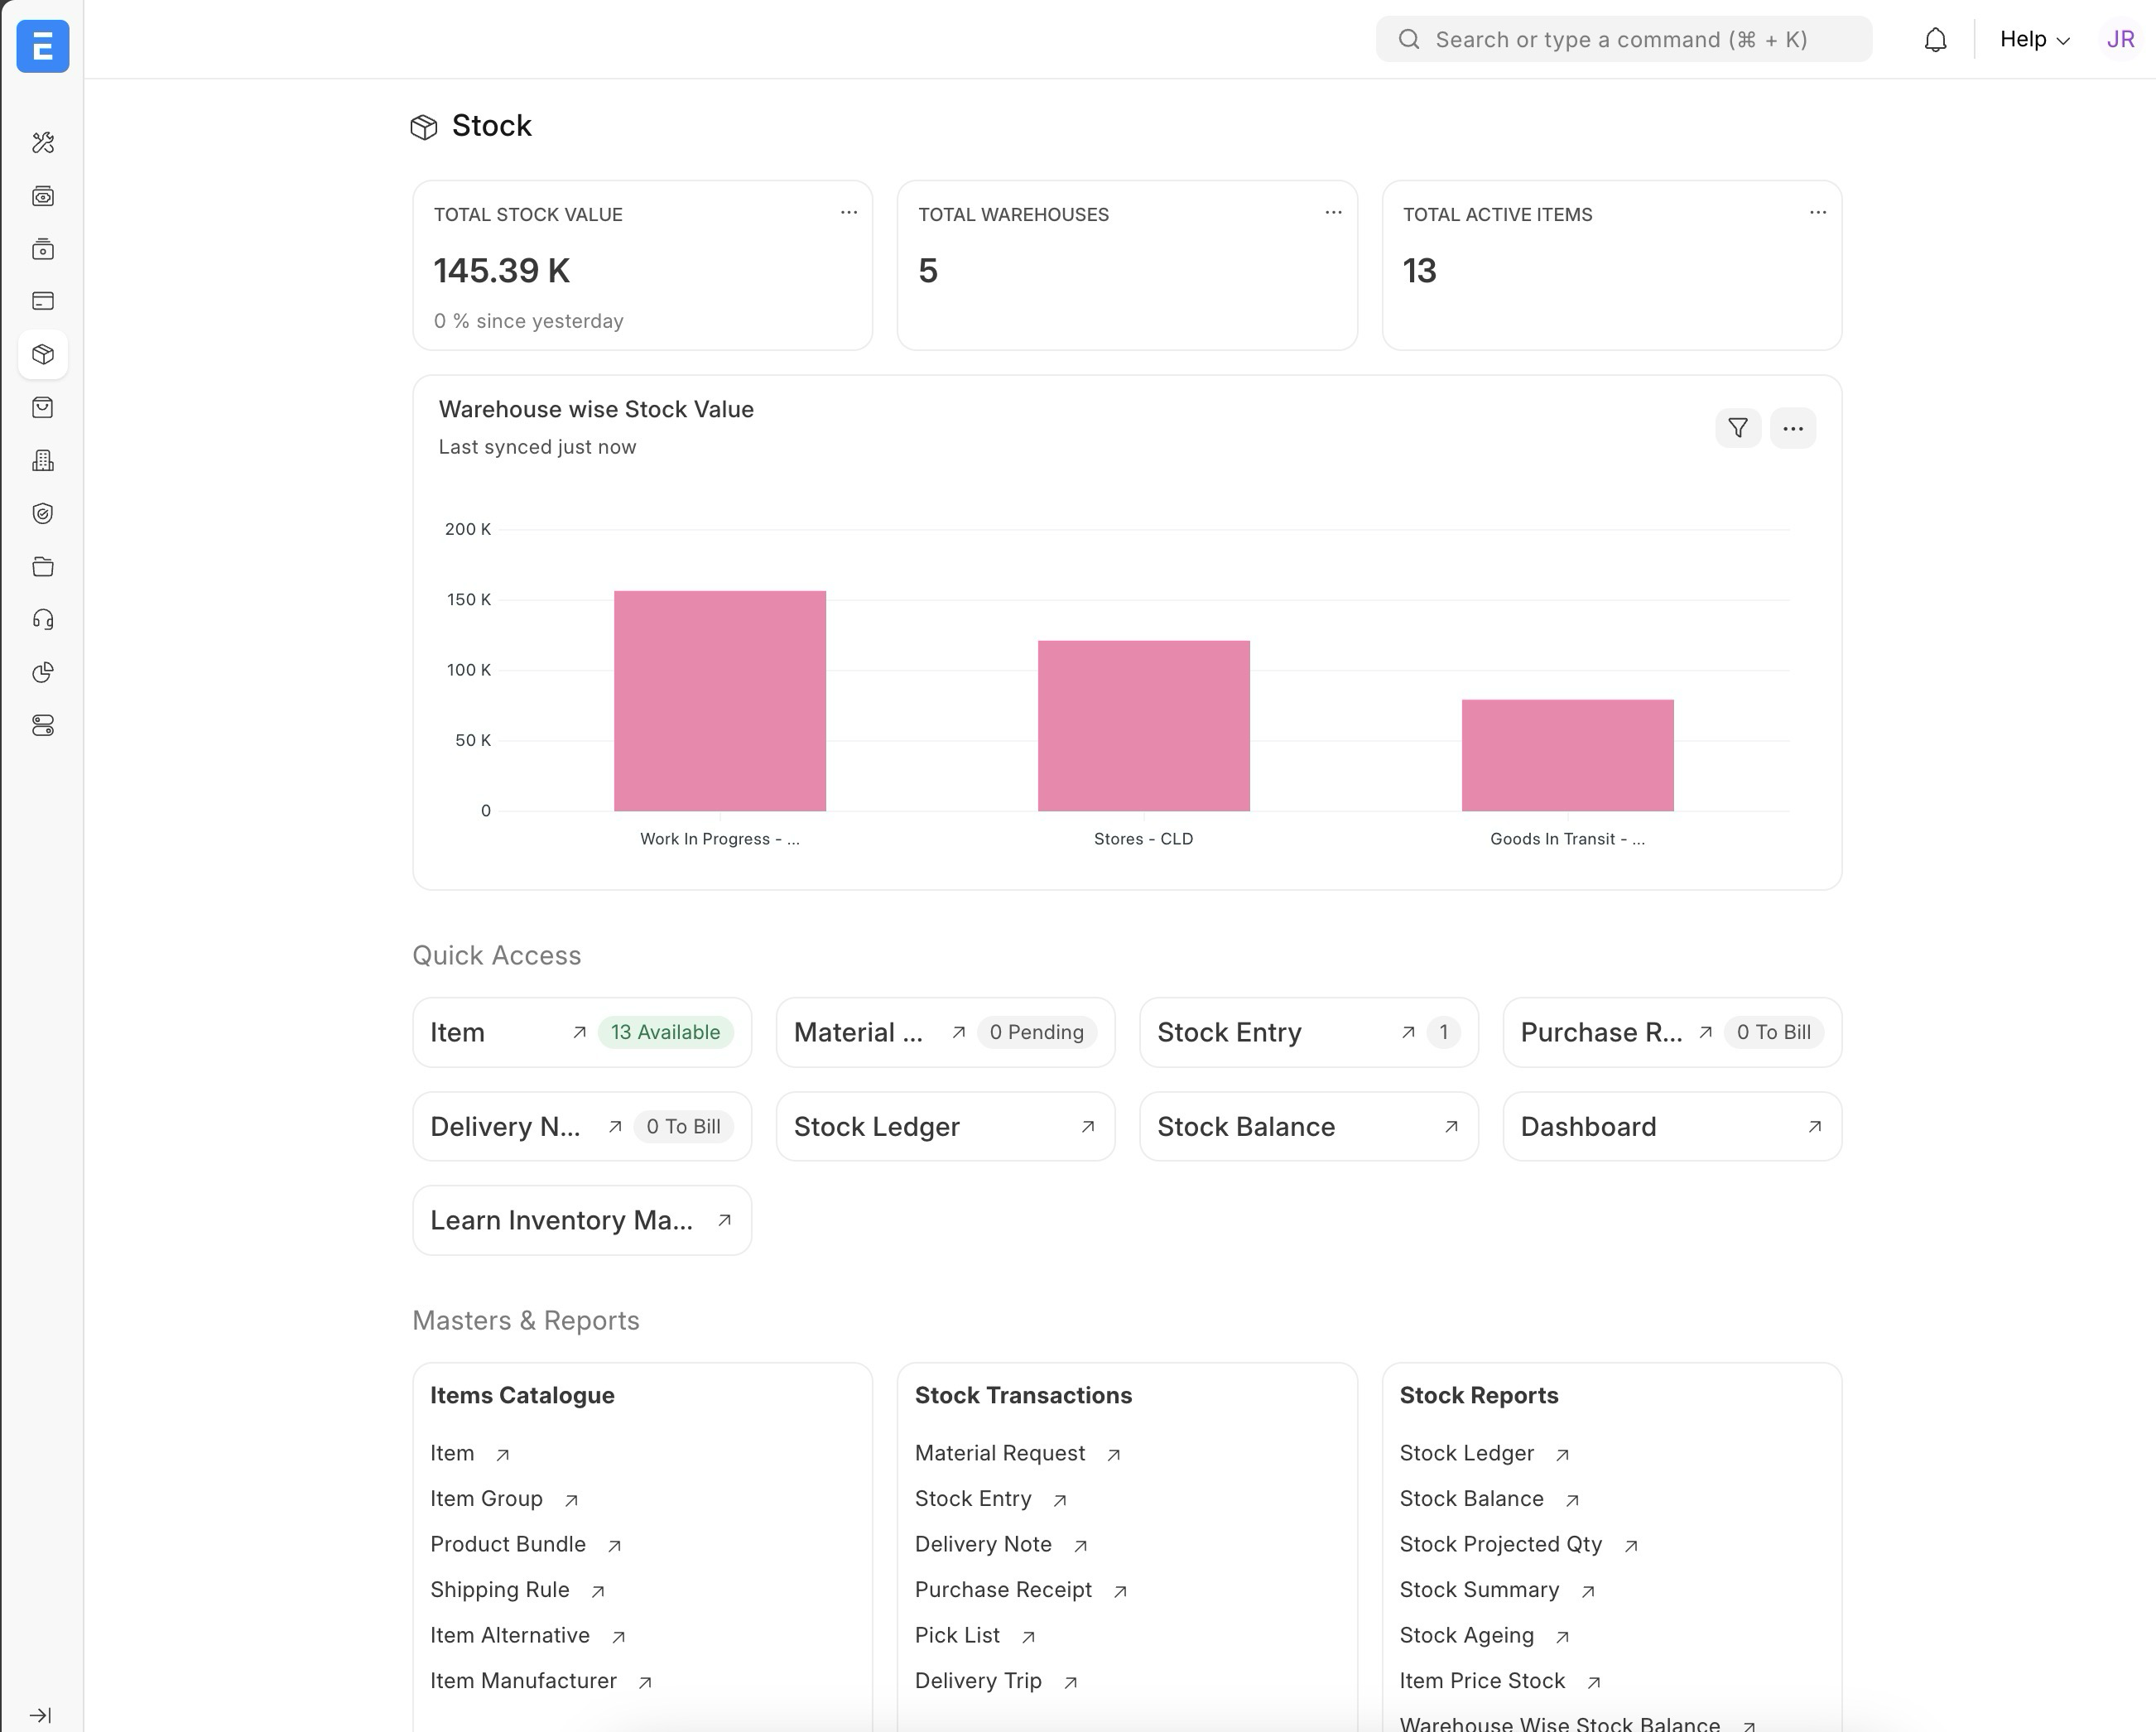 E
Search or type a command (⌘ + K)
Help
JR
Stock
TOTAL STOCK VALUE
145.39 K
0 % since yesterday
TOTAL WAREHOUSES
5
TOTAL ACTIVE ITEMS
13
Warehouse wise Stock Value
Last synced just now
200 K
150 K
100 K
50 K
0
Work In Progress - ...
Stores - CLD
Goods In Transit - ...
Quick Access
Item 13 Available
Material ... 0 Pending
Stock Entry 1
Purchase R... 0 To Bill
Delivery N... 0 To Bill
Stock Ledger
Stock Balance
Dashboard
Learn Inventory Ma...
Masters & Reports
Items Catalogue
Item
Item Group
Product Bundle
Shipping Rule
Item Alternative
Item Manufacturer
Stock Transactions
Material Request
Stock Entry
Delivery Note
Purchase Receipt
Pick List
Delivery Trip
Stock Reports
Stock Ledger
Stock Balance
Stock Projected Qty
Stock Summary
Stock Ageing
Item Price Stock
Warehouse Wise Stock Balance